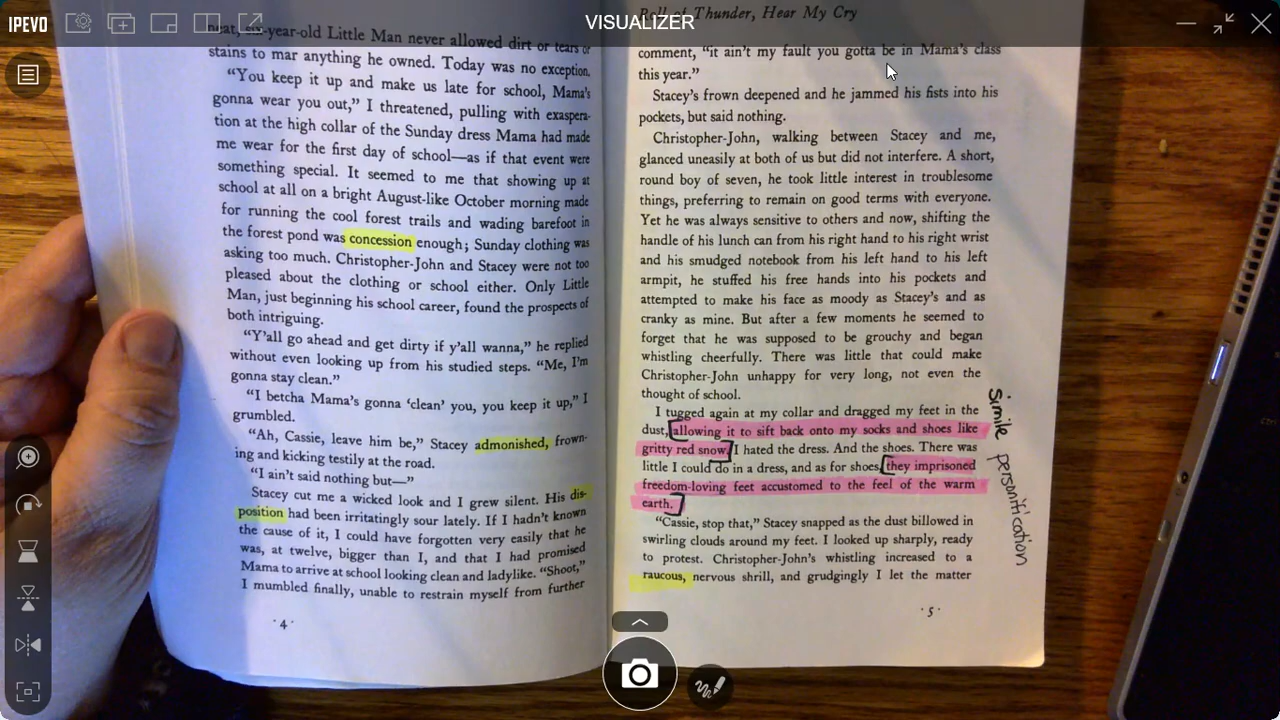 IPEVO
VISUALIZER
neat, six-year-old Little Man never allowed dirt or tears or
stains to mar anything he owned. Today was no exception.
“You keep it up and make us late for school, Mama’s
gonna wear you out,” I threatened, pulling with exaspera-
tion at the high collar of the Sunday dress Mama had made
me wear for the first day of school—as if that event were
something special. It seemed to me that showing up at
school at all on a bright August-like October morning made
for running the cool forest trails and wading barefoot in
the forest pond was concession enough; Sunday clothing was
asking too much. Christopher-John and Stacey were not too
pleased about the clothing or school either. Only Little
Man, just beginning his school career, found the prospects of
both intriguing.
“Y’all go ahead and get dirty if y’all wanna,” he replied
without even looking up from his studied steps. “Me, I’m
gonna stay clean.”
“I betcha Mama’s gonna ‘clean’ you, you keep it up,” I
grumbled.
“Ah, Cassie, leave him be,” Stacey admonished, frown-
ing and kicking testily at the road.
“I ain’t said nothing but—”
Stacey cut me a wicked look and I grew silent. His dis-
position had been irritatingly sour lately. If I hadn’t known
the cause of it, I could have forgotten very easily that he
was, at twelve, bigger than I, and that I had promised
Mama to arrive at school looking clean and ladylike. “Shoot,”
I mumbled finally, unable to restrain myself from further
· 4 ·
Roll of Thunder, Hear My Cry
comment, “it ain’t my fault you gotta be in Mama’s class
this year.”
Stacey’s frown deepened and he jammed his fists into his
pockets, but said nothing.
Christopher-John, walking between Stacey and me,
glanced uneasily at both of us but did not interfere. A short,
round boy of seven, he took little interest in troublesome
things, preferring to remain on good terms with everyone.
Yet he was always sensitive to others and now, shifting the
handle of his lunch can from his right hand to his right wrist
and his smudged notebook from his left hand to his left
armpit, he stuffed his free hands into his pockets and
attempted to make his face as moody as Stacey’s and as
cranky as mine. But after a few moments he seemed to
forget that he was supposed to be grouchy and began
whistling cheerfully. There was little that could make
Christopher-John unhappy for very long, not even the
thought of school.
I tugged again at my collar and dragged my feet in the
dust, allowing it to sift back onto my socks and shoes like
gritty red snow. I hated the dress. And the shoes. There was
little I could do in a dress, and as for shoes, they imprisoned
freedom-loving feet accustomed to the feel of the warm
earth.
“Cassie, stop that,” Stacey snapped as the dust billowed in
swirling clouds around my feet. I looked up sharply, ready
to protest. Christopher-John’s whistling increased to a
raucous, nervous shrill, and grudgingly I let the matter
· 5 ·
Simile
personification